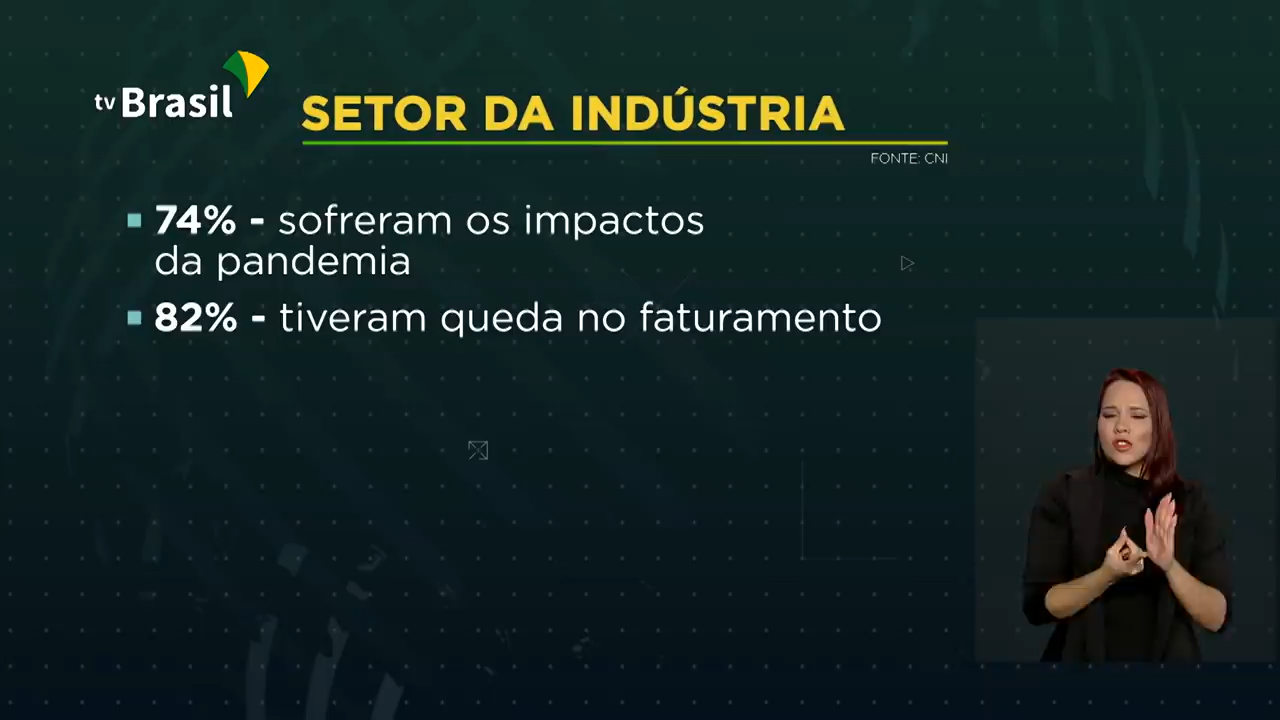 tv Brasil
SETOR DA INDÚSTRIA
FONTE: CNI
74% - sofreram os impactos
da pandemia
82% - tiveram queda no faturamento